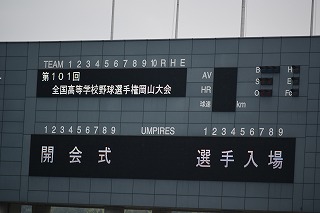 TEAM 1 2 3 4 5 6 7 8 9 10 R H E
第101回
全国高等学校野球選手権岡山大会
AV
HR
球速 km
B H
S E
O Fc
1 2 3 4 5 6 7 8 9 UMPIRES 1 2 3 4 5 6 7 8 9
開会式 選手入場